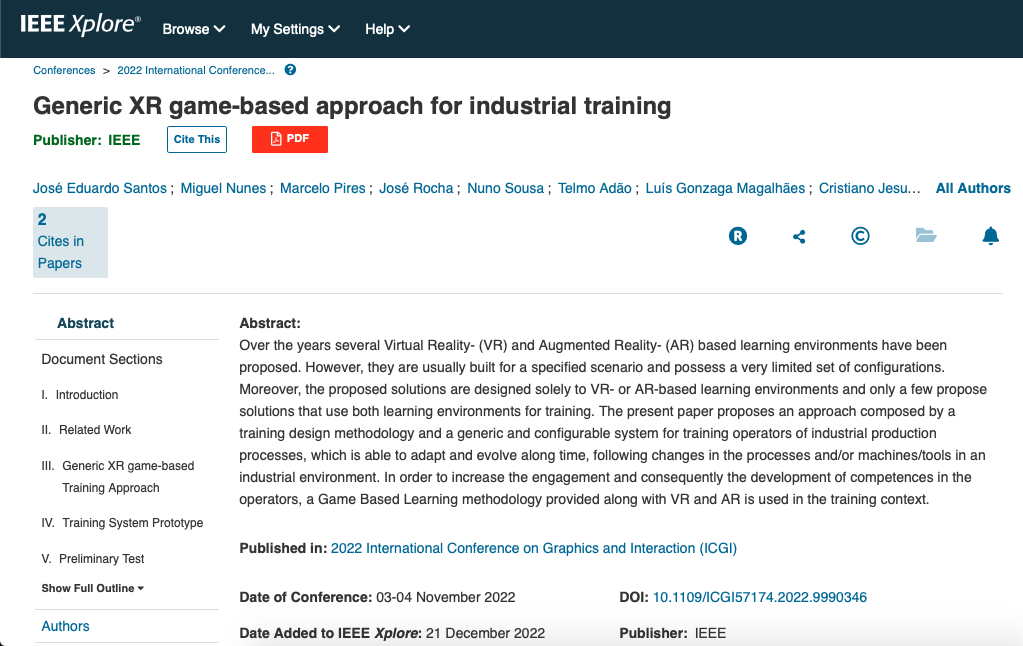 IEEE Xplore®
Browse My Settings Help
Conferences > 2022 International Conference... ?
Generic XR game-based approach for industrial training
Publisher: IEEE Cite This PDF
José Eduardo Santos ; Miguel Nunes ; Marcelo Pires ; José Rocha ; Nuno Sousa ; Telmo Adão ; Luís Gonzaga Magalhães ; Cristiano Jesu... All Authors
2
Cites in
Papers
R ©
Abstract
Document Sections
I. Introduction
II. Related Work
III. Generic XR game-based
Training Approach
IV. Training System Prototype
V. Preliminary Test
Show Full Outline
Authors
Abstract:
Over the years several Virtual Reality- (VR) and Augmented Reality- (AR) based learning environments have been
proposed. However, they are usually built for a specified scenario and possess a very limited set of configurations.
Moreover, the proposed solutions are designed solely to VR- or AR-based learning environments and only a few propose
solutions that use both learning environments for training. The present paper proposes an approach composed by a
training design methodology and a generic and configurable system for training operators of industrial production
processes, which is able to adapt and evolve along time, following changes in the processes and/or machines/tools in an
industrial environment. In order to increase the engagement and consequently the development of competences in the
operators, a Game Based Learning methodology provided along with VR and AR is used in the training context.
Published in: 2022 International Conference on Graphics and Interaction (ICGI)
Date of Conference: 03-04 November 2022
DOI: 10.1109/ICGI57174.2022.9990346
Date Added to IEEE Xplore: 21 December 2022
Publisher: IEEE